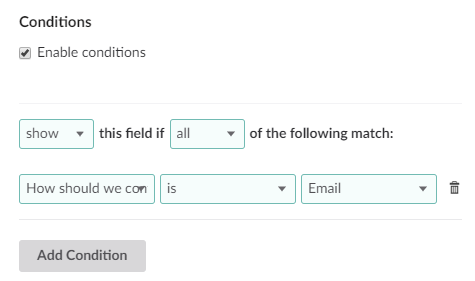 Conditions
Enable conditions
show this field if all of the following match:
How should we con is Email
Add Condition